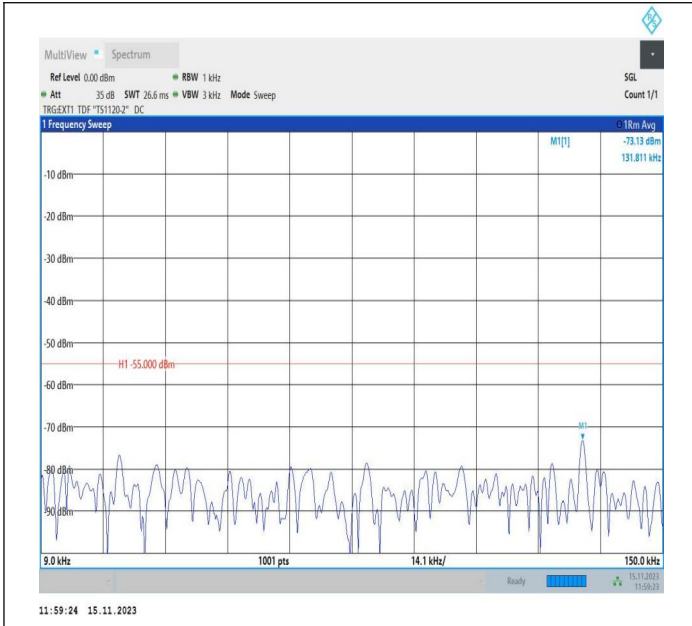 MultiView Spectrum
Ref Level 0.00 dBm RBW 1 kHz SGL
Att 35 dB SWT 26.6 ms VBW 3 kHz Mode Sweep Count 1/1
TRG:EXT1 TDF "TS1120-2" DC
1 Frequency Sweep 1Rm Avg
M1[1] -73.13 dBm
131.811 kHz
-10 dBm
-20 dBm
-30 dBm
-40 dBm
-50 dBm
H1 -55.000 dBm
-60 dBm
-70 dBm
M1
-80 dBm
-90 dBm
9.0 kHz 1001 pts 14.1 kHz/ 150.0 kHz
Ready 15.11.2023
11:59:23
11:59:24 15.11.2023